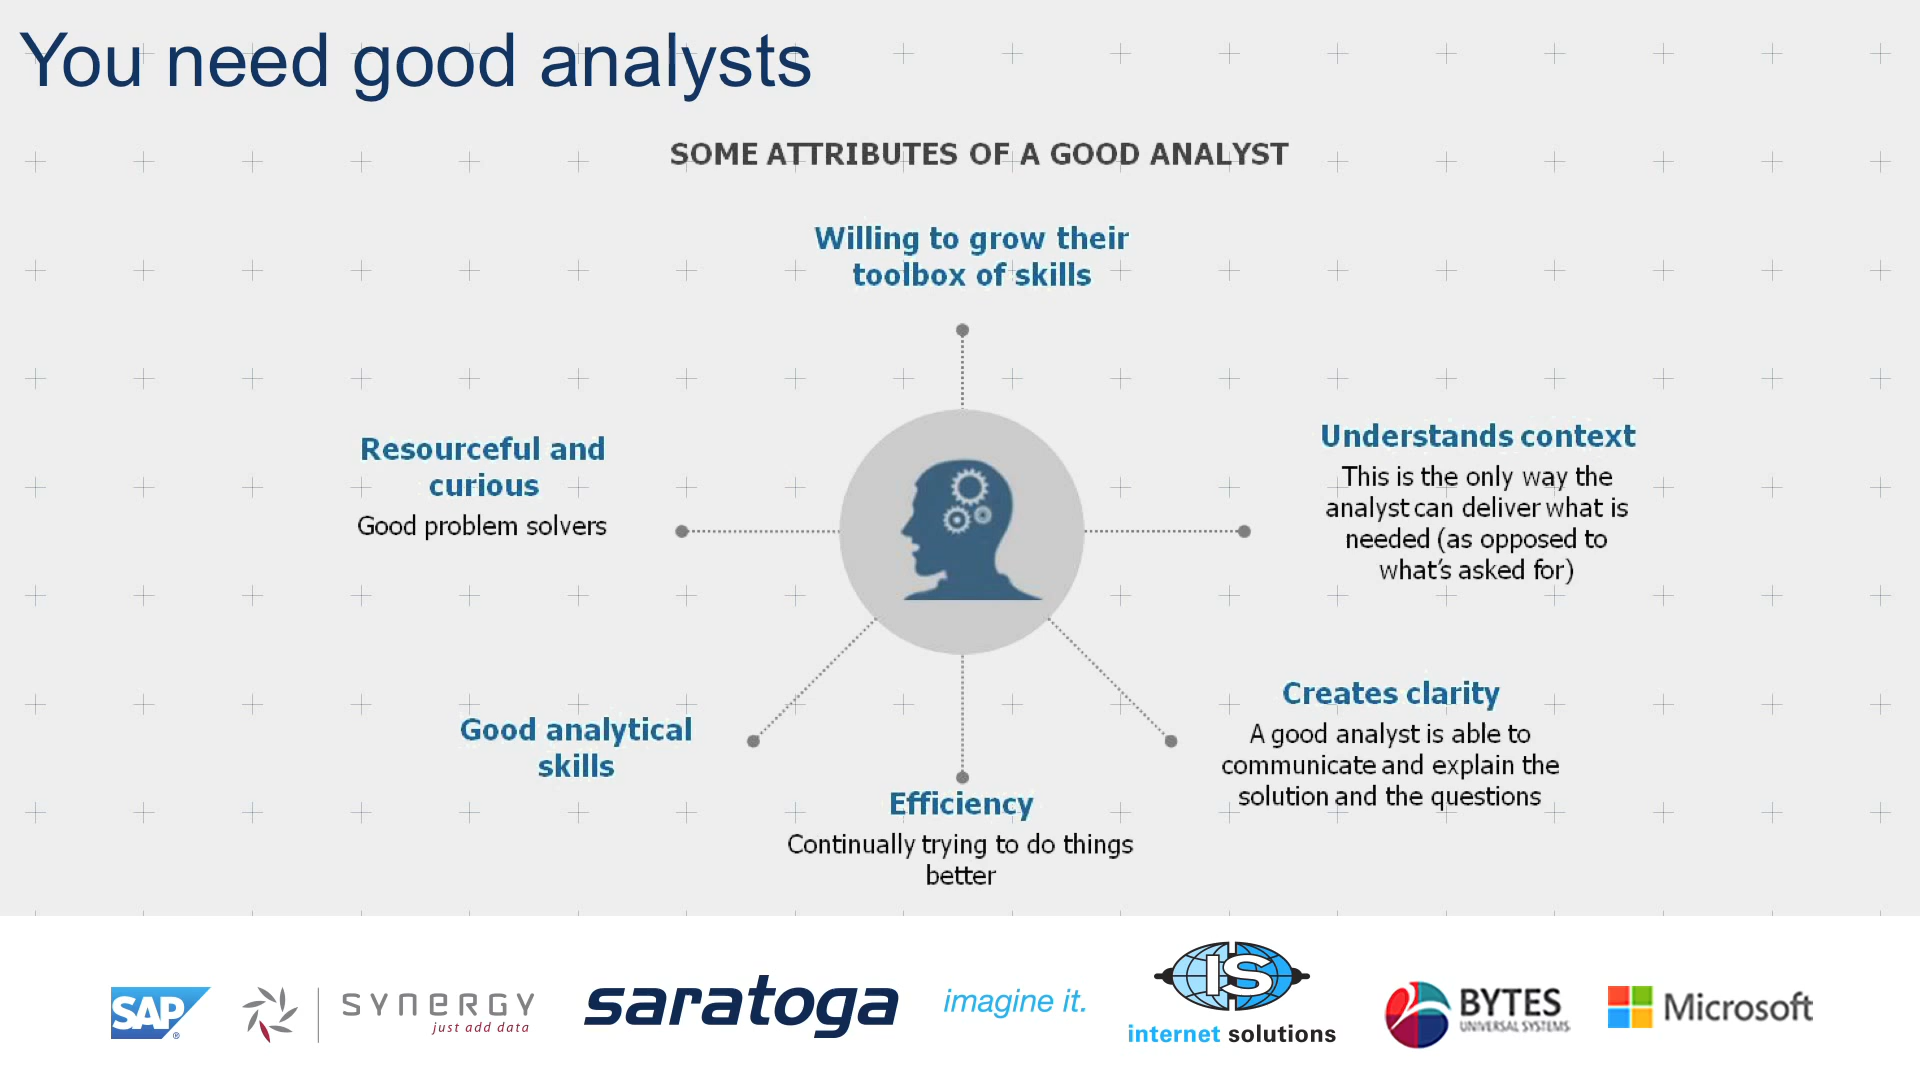 You need good analysts
SOME ATTRIBUTES OF A GOOD ANALYST
Willing to grow their
toolbox of skills
Resourceful and
curious
Good problem solvers
Understands context
This is the only way the
analyst can deliver what is
needed (as opposed to
what's asked for)
Good analytical
skills
Creates clarity
A good analyst is able to
communicate and explain the
solution and the questions
Efficiency
Continually trying to do things
better
SAP®
SYNERGY
just add data
saratoga
imagine it.
IS
internet solutions
BYTES
UNIVERSAL SYSTEMS
Microsoft